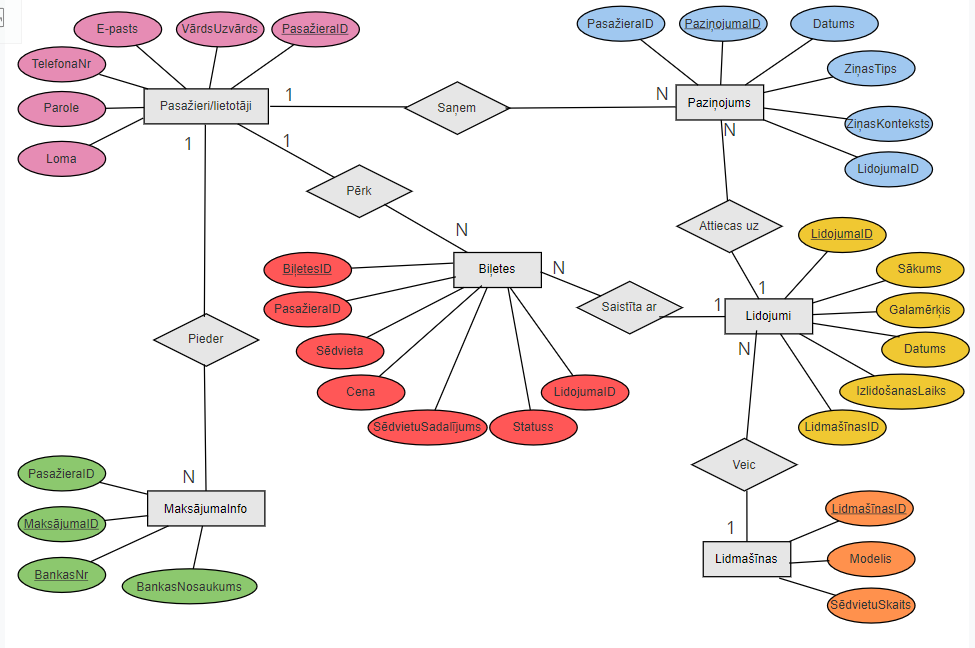 E-pasts
VārdsUzvārds
PasažieraID
PasažieraID
PaziņojumaID
Datums
TelefonaNr
ZiņasTips
Parole
Pasažieri/lietotāji
1
Saņem
N
Paziņojums
ZiņasKonteksts
Loma
1
1
N
LidojumaID
Pērk
Attiecas uz
N
LidojumaID
BiļetesID
Biļetes
N
Sākums
PasažieraID
Saistīta ar
1
1
Lidojumi
Galamērķis
Pieder
Sēdvieta
N
Datums
Cena
LidojumaID
IzlidošanasLaiks
SēdvietuSadalījums
Statuss
LidmašīnasID
PasažieraID
N
Veic
MaksājumaInfo
MaksājumaID
LidmašīnasID
1
Lidmašīnas
Modelis
BankasNr
BankasNosaukums
SēdvietuSkaits